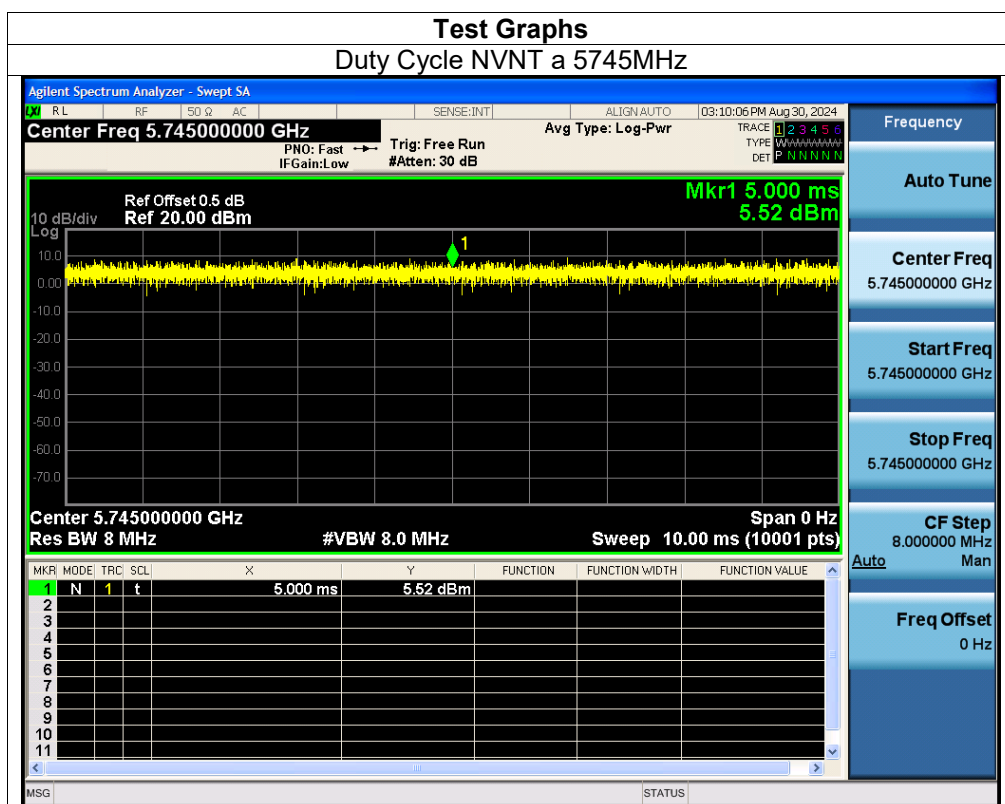 Test Graphs
Duty Cycle NVNT a 5745MHz
Agilent Spectrum Analyzer - Swept SA
LXI RL RF 50 Ω AC SENSE:INT ALIGN AUTO 03:10:06 PM Aug 30, 2024
Center Freq 5.745000000 GHz
PNO: Fast
IFGain:Low
Trig: Free Run
#Atten: 30 dB
Avg Type: Log-Pwr
TRACE 1 2 3 4 5 6
TYPE
DET P N N N N N
Frequency
Auto Tune
Center Freq
5.745000000 GHz
Start Freq
5.745000000 GHz
Stop Freq
5.745000000 GHz
CF Step
8.000000 MHz
Auto Man
Freq Offset
0 Hz
Mkr1 5.000 ms
5.52 dBm
Ref Offset 0.5 dB
10 dB/div Ref 20.00 dBm
Log
1
10.0
0.00
-10.0
-20.0
-30.0
-40.0
-50.0
-60.0
-70.0
Center 5.745000000 GHz Span 0 Hz
Res BW 8 MHz #VBW 8.0 MHz Sweep 10.00 ms (10001 pts)
MKR MODE TRC SCL X Y FUNCTION FUNCTION WIDTH FUNCTION VALUE
1 N 1 t 5.000 ms 5.52 dBm
2
3
4
5
6
7
8
9
10
11
MSG STATUS